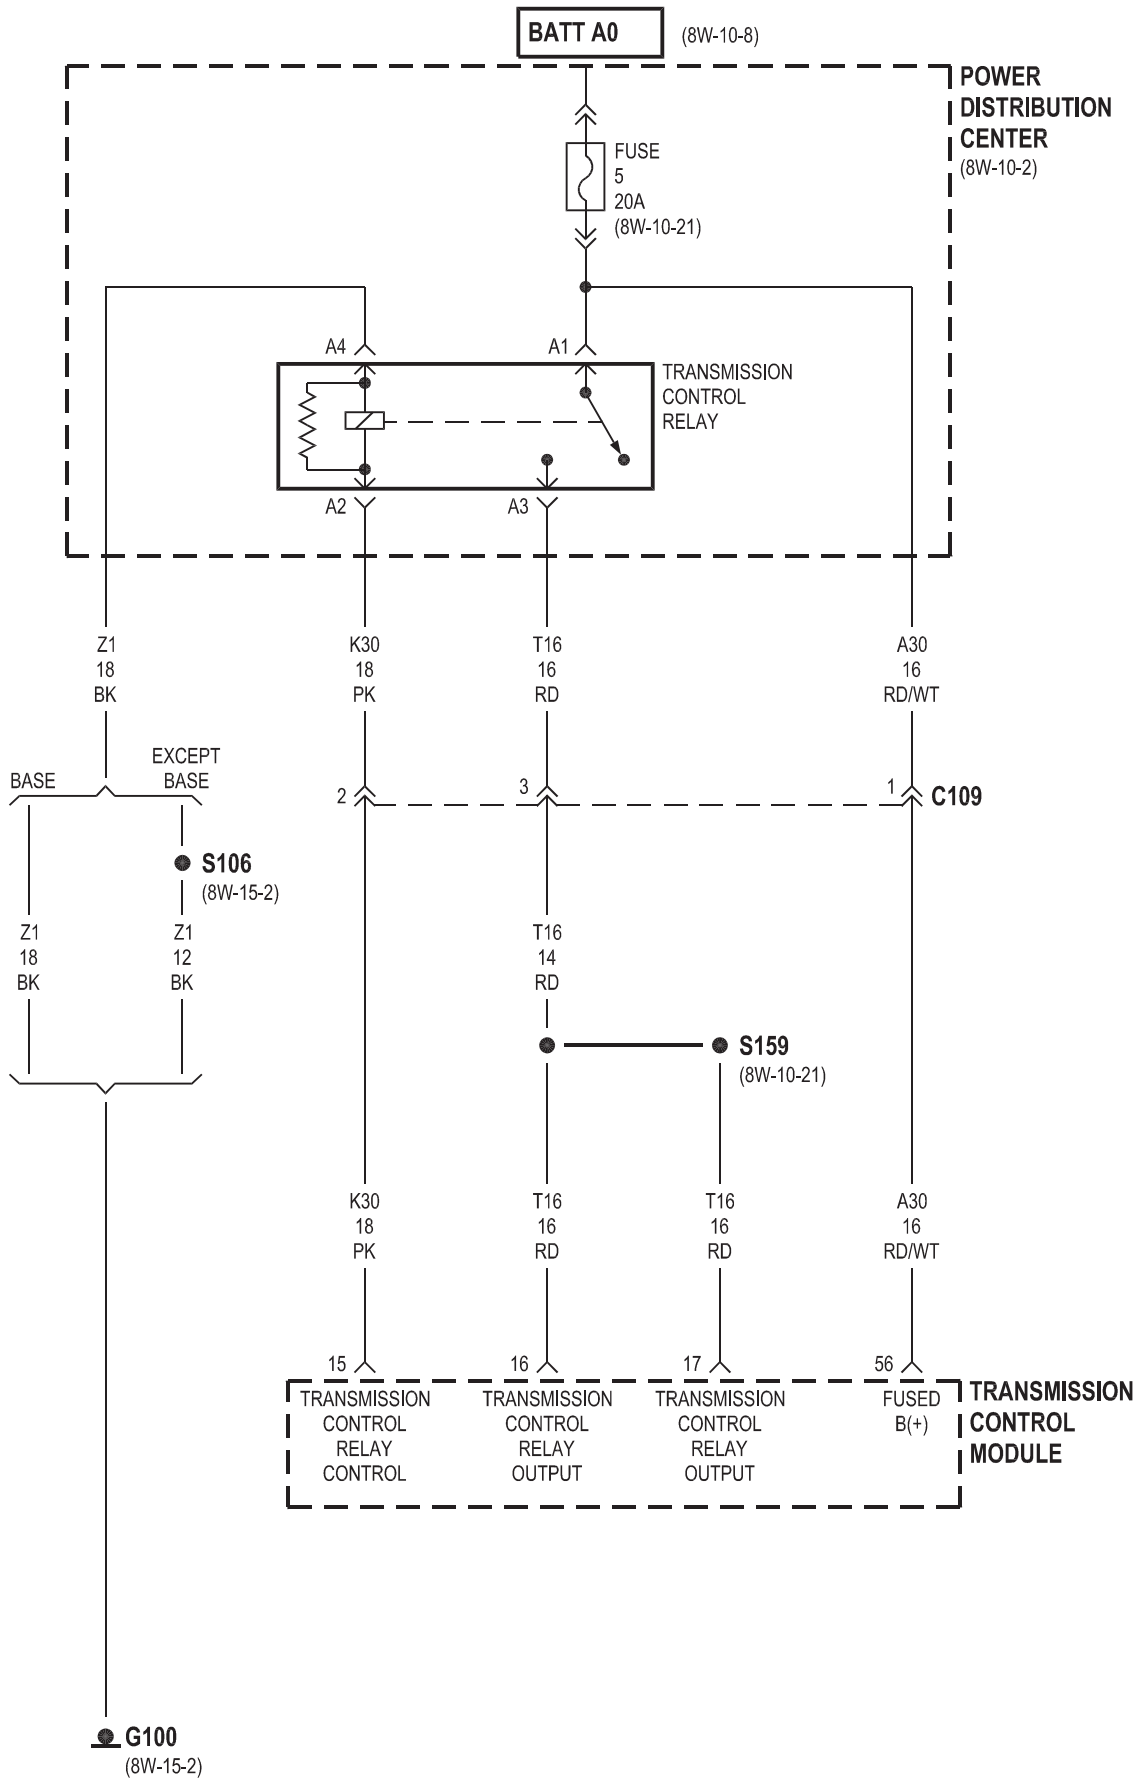 BATT A0
(8W-10-8)
POWER
DISTRIBUTION
CENTER
(8W-10-2)
FUSE
5
20A
(8W-10-21)
A4
A1
TRANSMISSION
CONTROL
RELAY
A2
A3
Z1
18
BK
K30
18
PK
T16
16
RD
A30
16
RD/WT
BASE
EXCEPT
BASE
2
3
1
C109
S106
(8W-15-2)
Z1
18
BK
Z1
12
BK
T16
14
RD
S159
(8W-10-21)
K30
18
PK
T16
16
RD
T16
16
RD
A30
16
RD/WT
15
16
17
56
TRANSMISSION
CONTROL
RELAY
CONTROL
TRANSMISSION
CONTROL
RELAY
OUTPUT
TRANSMISSION
CONTROL
RELAY
OUTPUT
FUSED
B(+)
TRANSMISSION
CONTROL
MODULE
G100
(8W-15-2)